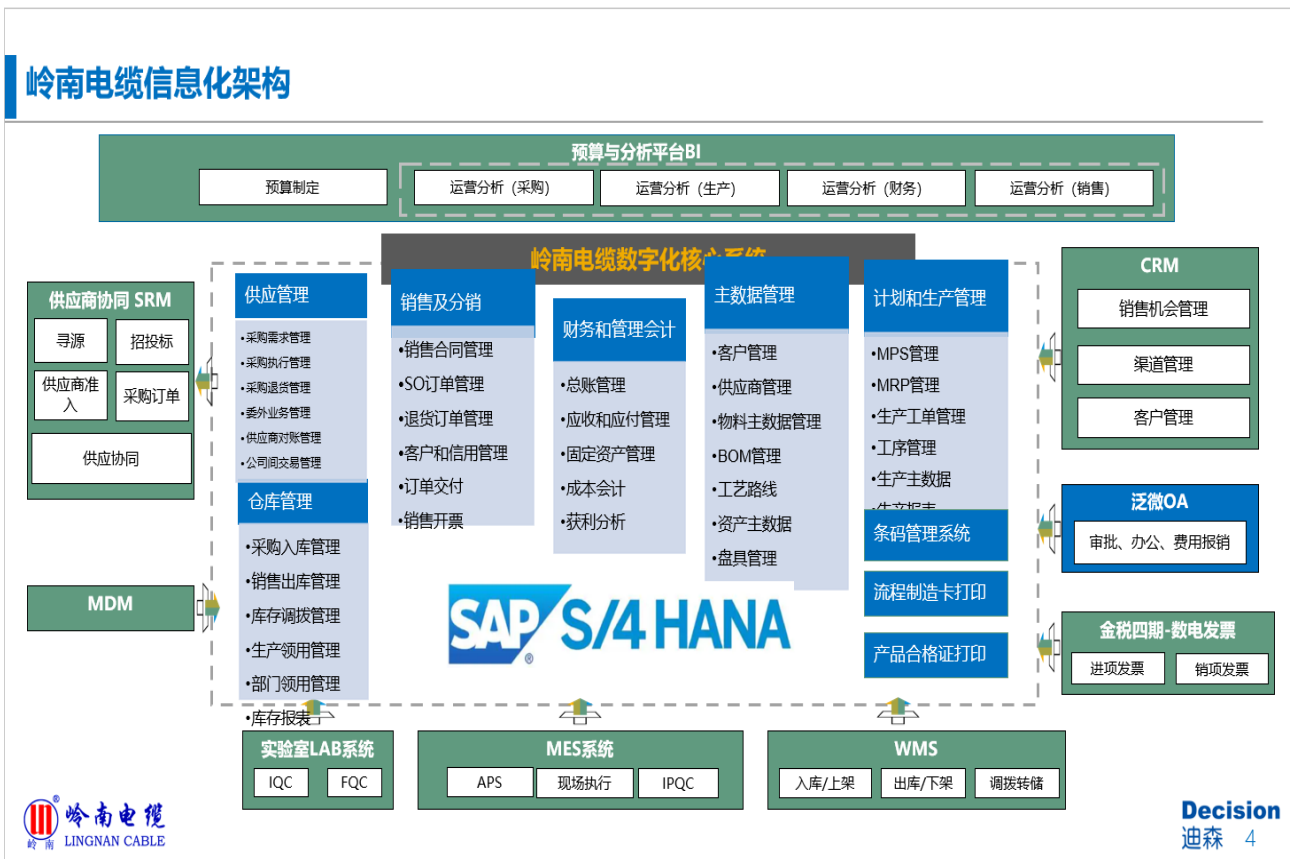 岭南电缆信息化架构
预算与分析平台BI
预算制定
运营分析（采购）
运营分析（生产）
运营分析（财务）
运营分析（销售）
岭南电缆数字化核心系统
供应商协同 SRM
寻源
招投标
供应商准
入
采购订单
供应协同
MDM
供应管理
•采购需求管理
•采购执行管理
•采购退货管理
•委外业务管理
•供应商对账管理
•公司间交易管理
仓库管理
•采购入库管理
•销售出库管理
•库存调拨管理
•生产领用管理
•部门领用管理
•库存报表
销售及分销
•销售合同管理
•SO订单管理
•退货订单管理
•客户和信用管理
•订单交付
•销售开票
财务和管理会计
•总账管理
•应收和应付管理
•固定资产管理
•成本会计
•获利分析
主数据管理
•客户管理
•供应商管理
•物料主数据管理
•BOM管理
•工艺路线
•资产主数据
•盘具管理
计划和生产管理
•MPS管理
•MRP管理
•生产工单管理
•工序管理
•生产主数据
•生产报表
条码管理系统
流程制造卡打印
产品合格证打印
SAP® S/4 HANA
CRM
销售机会管理
渠道管理
客户管理
泛微OA
审批、办公、费用报销
金税四期-数电发票
进项发票
销项发票
实验室LAB系统
IQC
FQC
MES系统
APS
现场执行
IPQC
WMS
入库/上架
出库/下架
调拨转储
®
岭南
岭南电缆
LINGNAN CABLE
Decision
迪森 4